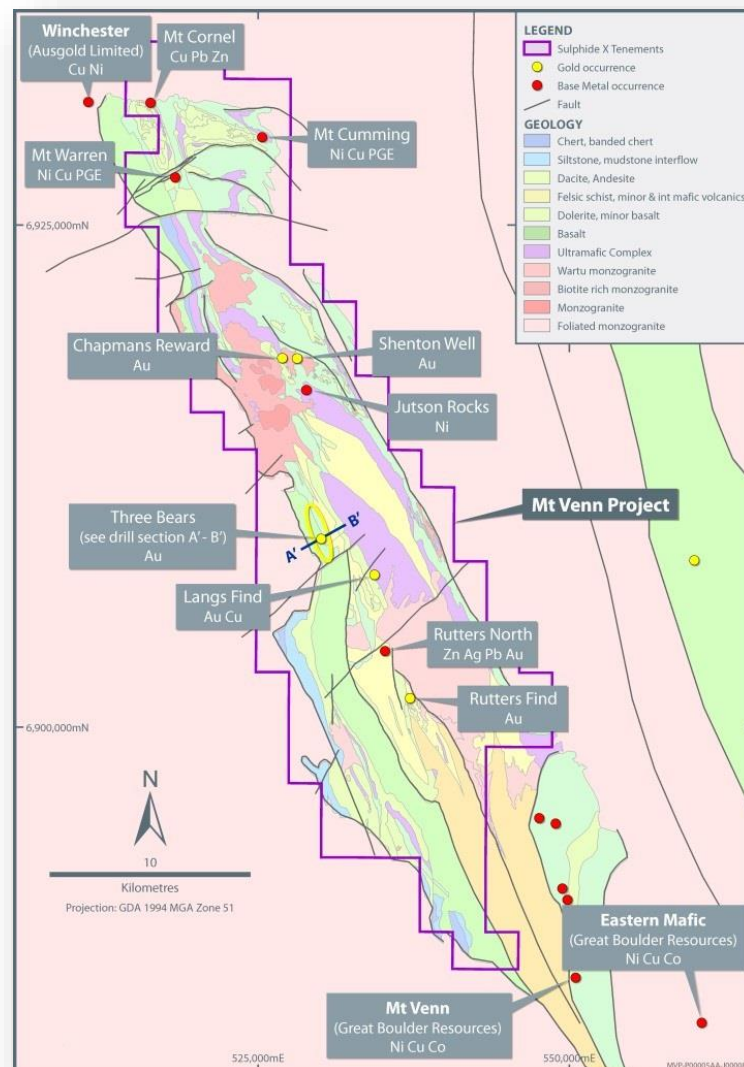 Winchester
(Ausgold Limited)
Cu Ni
Mt Cornel
Cu Pb Zn
Mt Cumming
Ni Cu PGE
Mt Warren
Ni Cu PGE
6,925,000mN
LEGEND
Sulphide X Tenements
Gold occurrence
Base Metal occurrence
Fault
GEOLOGY
Chert, banded chert
Siltstone, mudstone interflow
Dacite, Andesite
Felsic schist, minor & int mafic volcanics
Dolerite, minor basalt
Basalt
Ultramafic Complex
Wartu monzogranite
Biotite rich monzogranite
Monzogranite
Foliated monzogranite
Chapmans Reward
Au
Shenton Well
Au
Jutson Rocks
Ni
Mt Venn Project
Three Bears
(see drill section A' - B')
Au
A'
B'
Langs Find
Au Cu
Rutters North
Zn Ag Pb Au
Rutters Find
Au
6,900,000mN
N
10
Kilometres
Projection: GDA 1994 MGA Zone 51
Eastern Mafic
(Great Boulder Resources)
Ni Cu Co
Mt Venn
(Great Boulder Resources)
Ni Cu Co
525,000mE
550,000mE